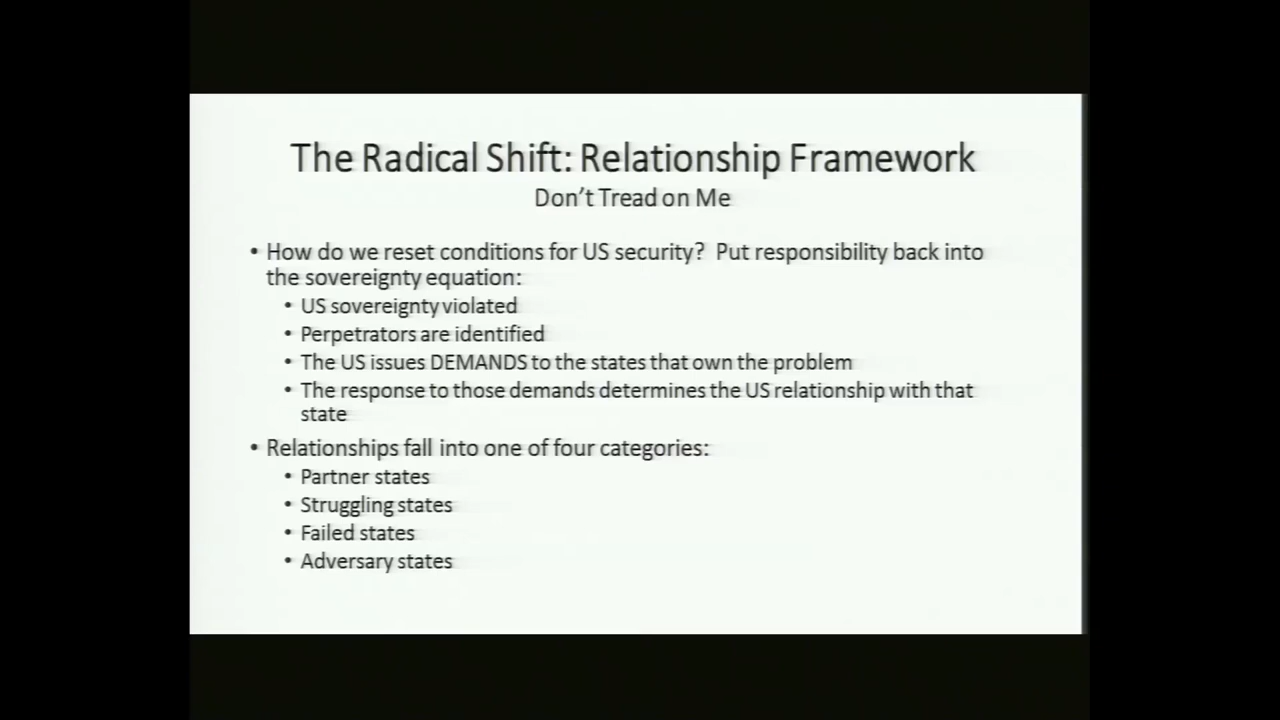 The Radical Shift: Relationship Framework
Don't Tread on Me
• How do we reset conditions for US security? Put responsibility back into
the sovereignty equation:
• US sovereignty violated
• Perpetrators are identified
• The US issues DEMANDS to the states that own the problem
• The response to those demands determines the US relationship with that
state
• Relationships fall into one of four categories:
• Partner states
• Struggling states
• Failed states
• Adversary states